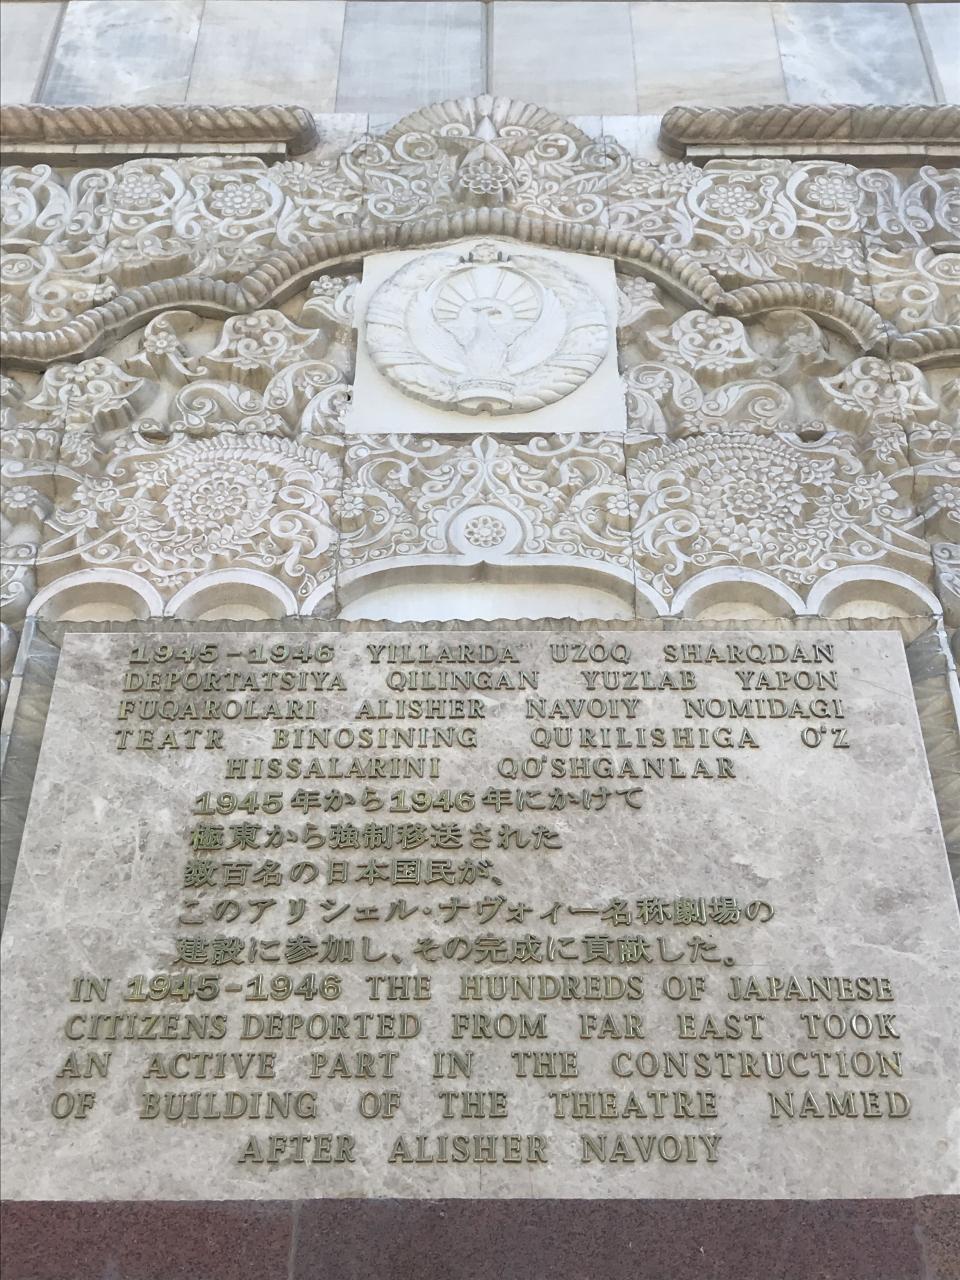 1945-1946 YILLARDA UZOQ SHARQDAN
DEPORTATSIYA QILINGAN YUZLAB YAPON
FUQAROLARI ALISHER NAVOIY NOMIDAGI
TEATR BINOSINING QURILISHIGA O‘Z
HISSALARINI QO‘SHGANLAR
1945年から1946年にかけて
極東から強制移送された
数百名の日本国民が、
このアリシェル・ナヴォイー名称劇場の
建設に参加し、その完成に貢献した。
IN 1945-1946 THE HUNDREDS OF JAPANESE
CITIZENS DEPORTED FROM FAR EAST TOOK
AN ACTIVE PART IN THE CONSTRUCTION
OF BUILDING OF THE THEATRE NAMED
AFTER ALISHER NAVOIY